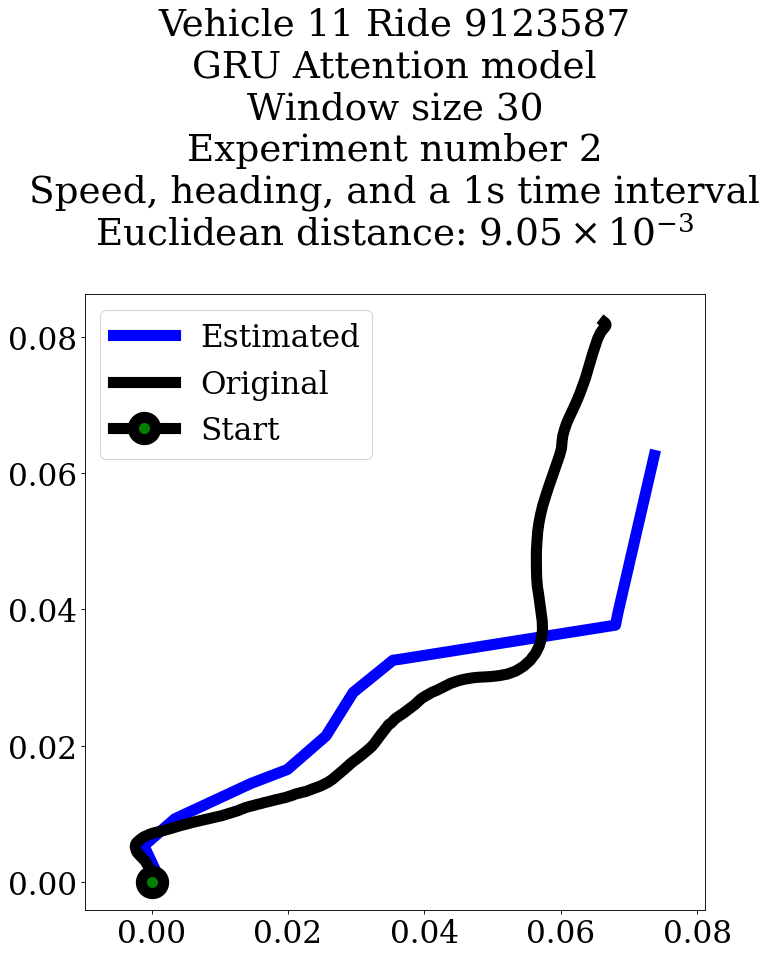 Vehicle 11 Ride 9123587
GRU Attention model
Window size 30
Experiment number 2
Speed, heading, and a 1s time interval
Euclidean distance: 9.05 × 10⁻³
Estimated
Original
Start
0.08
0.06
0.04
0.02
0.00
0.00 0.02 0.04 0.06 0.08